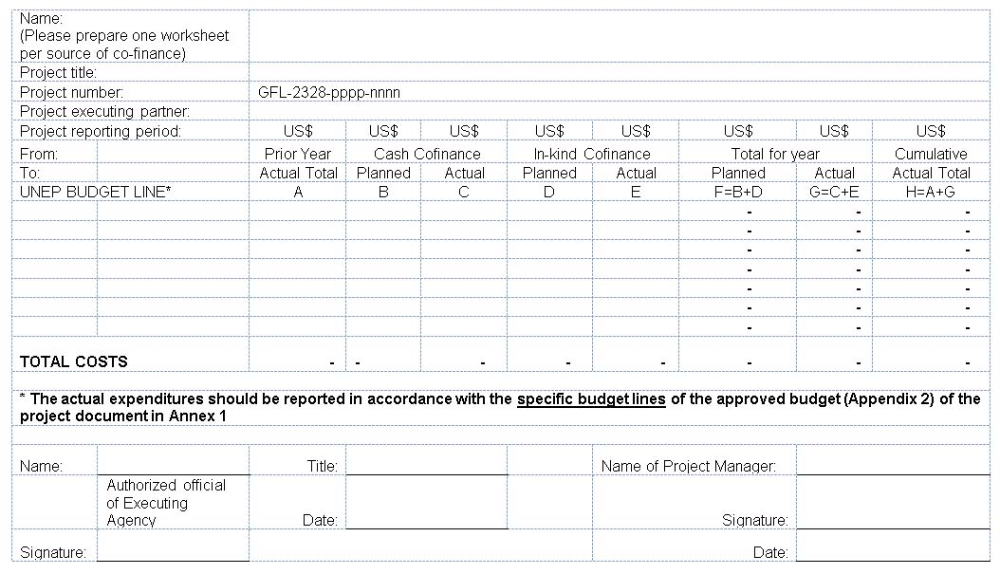 Name:
(Please prepare one worksheet
per source of co-finance)
Project title:
Project number: GFL-2328-pppp-nnnn
Project executing partner:
Project reporting period: US$ US$ US$ US$ US$ US$ US$ US$
From: Prior Year Cash Cofinance In-kind Cofinance Total for year Cumulative
To: Actual Total Planned Actual Planned Actual Planned Actual Actual Total
UNEP BUDGET LINE* A B C D E F=B+D G=C+E H=A+G
- - -
- - -
- - -
- - -
- - -
- - -
- - -
TOTAL COSTS - - - - - - - -
* The actual expenditures should be reported in accordance with the specific budget lines of the approved budget (Appendix 2) of the
project document in Annex 1
Name: Title: Name of Project Manager:
Authorized official
of Executing
Agency Date: Signature:
Signature: Date: